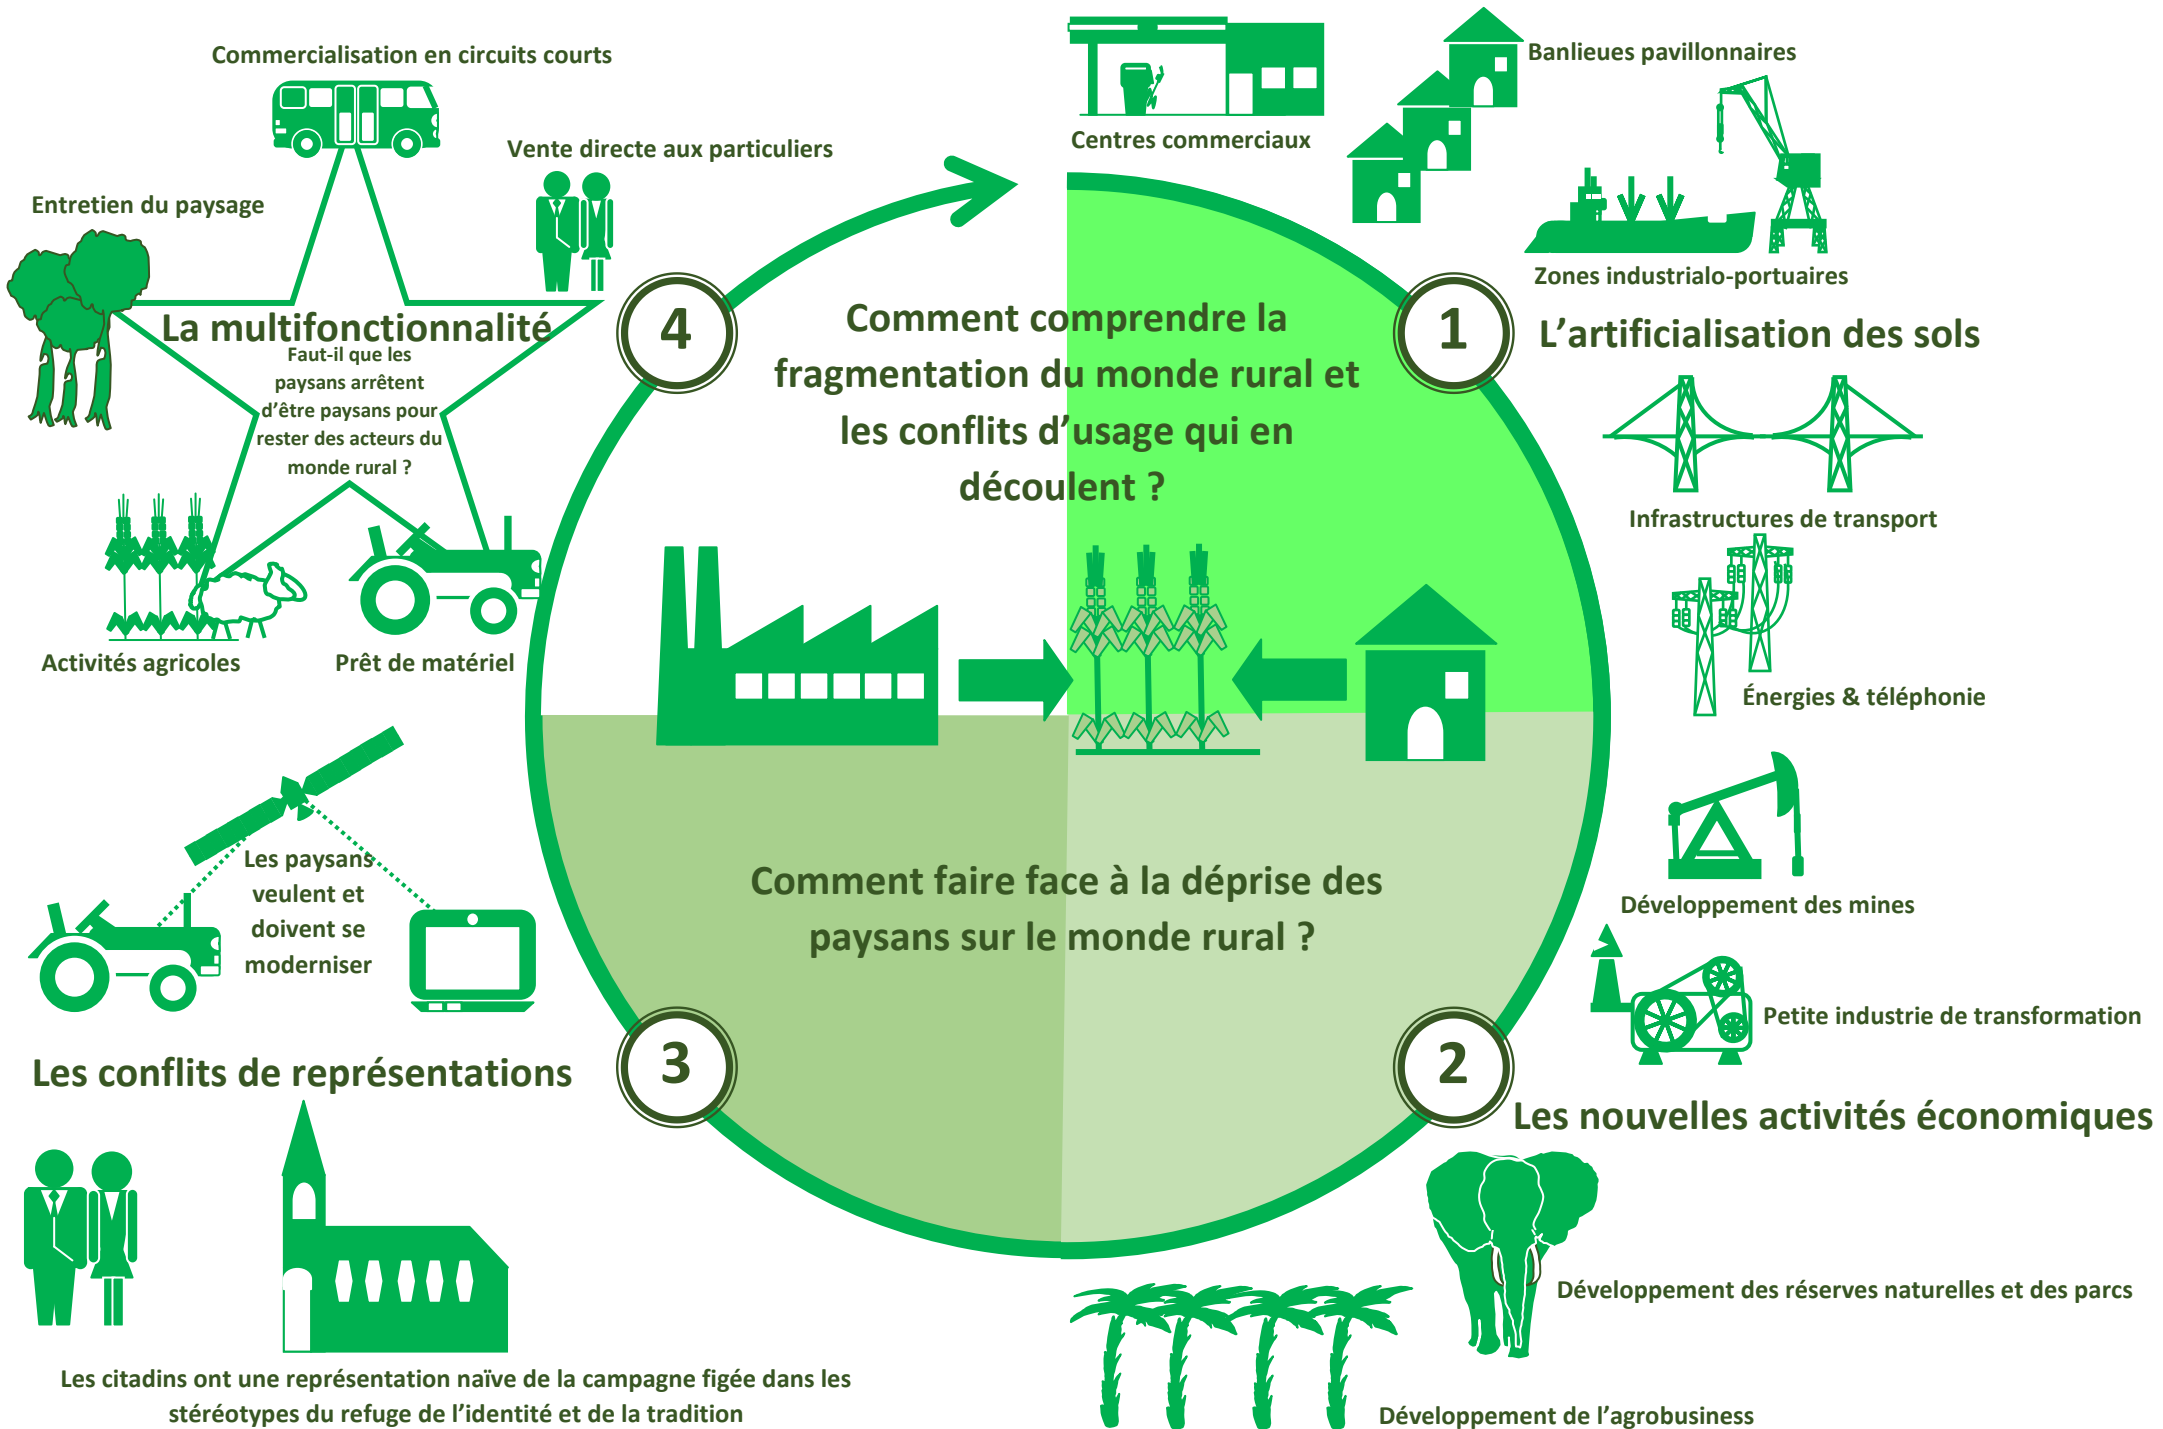 Commercialisation en circuits courts
Vente directe aux particuliers
Entretien du paysage
La multifonctionnalité
Faut-il que les
paysans arrêtent
d'être paysans pour
rester des acteurs du
monde rural ?
Activités agricoles
Prêt de matériel
4
Comment comprendre la
fragmentation du monde rural et
les conflits d'usage qui en
découlent ?
Centres commerciaux
Banlieues pavillonnaires
Zones industrialo-portuaires
1
L'artificialisation des sols
Infrastructures de transport
Énergies & téléphonie
Comment faire face à la déprise des
paysans sur le monde rural ?
Développement des mines
Petite industrie de transformation
2
Les nouvelles activités économiques
Développement des réserves naturelles et des parcs
Développement de l'agrobusiness
Les paysans
veulent et
doivent se
moderniser
3
Les conflits de représentations
Les citadins ont une représentation naïve de la campagne figée dans les
stéréotypes du refuge de l'identité et de la tradition